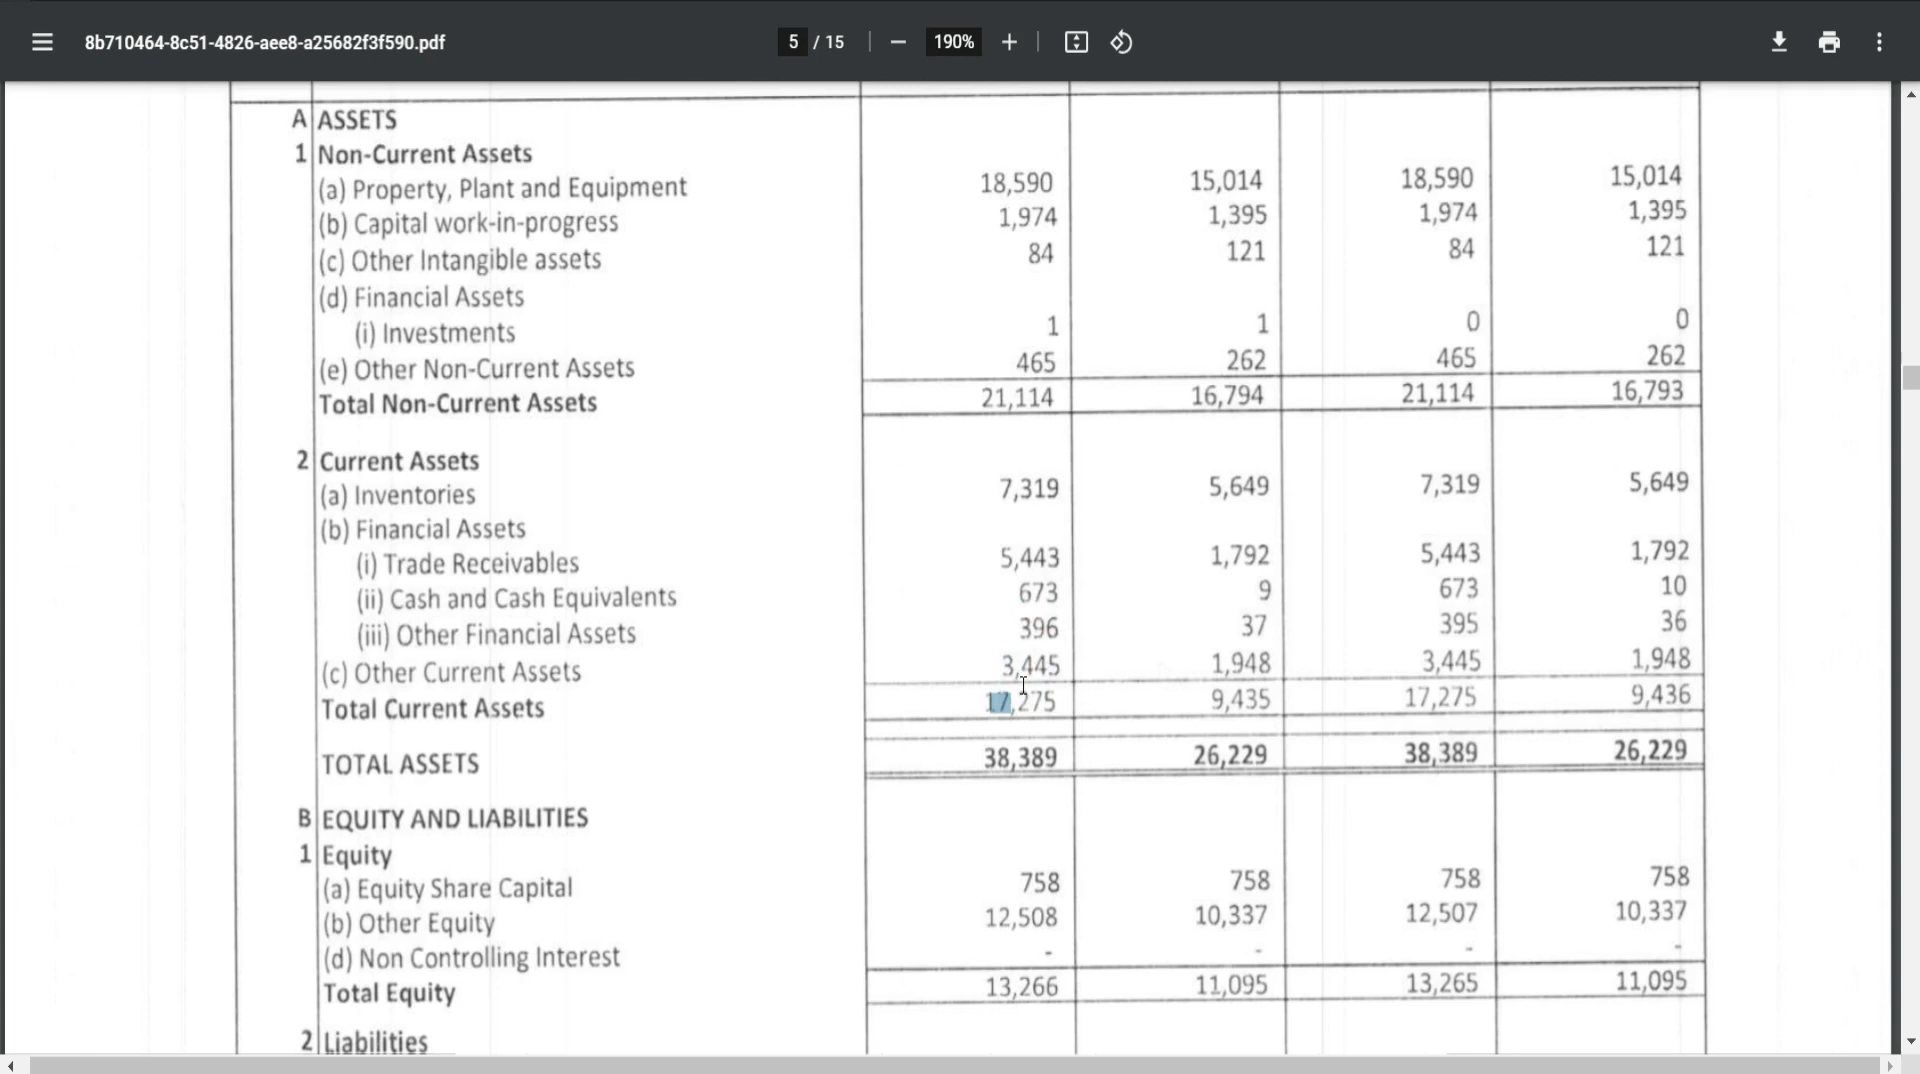 8b710464-8c51-4826-aee8-a25682f3f590.pdf 5 / 15 190%
A ASSETS
1 Non-Current Assets
(a) Property, Plant and Equipment 18,590 15,014 18,590 15,014
(b) Capital work-in-progress 1,974 1,395 1,974 1,395
(c) Other Intangible assets 84 121 84 121
(d) Financial Assets
(i) Investments 1 1 0 0
(e) Other Non-Current Assets 465 262 465 262
Total Non-Current Assets 21,114 16,794 21,114 16,793
2 Current Assets
(a) Inventories 7,319 5,649 7,319 5,649
(b) Financial Assets
(i) Trade Receivables 5,443 1,792 5,443 1,792
(ii) Cash and Cash Equivalents 673 9 673 10
(iii) Other Financial Assets 396 37 395 36
(c) Other Current Assets 3,445 1,948 3,445 1,948
Total Current Assets 17,275 9,435 17,275 9,436
TOTAL ASSETS 38,389 26,229 38,389 26,229
B EQUITY AND LIABILITIES
1 Equity
(a) Equity Share Capital 758 758 758 758
(b) Other Equity 12,508 10,337 12,507 10,337
(d) Non Controlling Interest - - - -
Total Equity 13,266 11,095 13,265 11,095
2 Liabilities